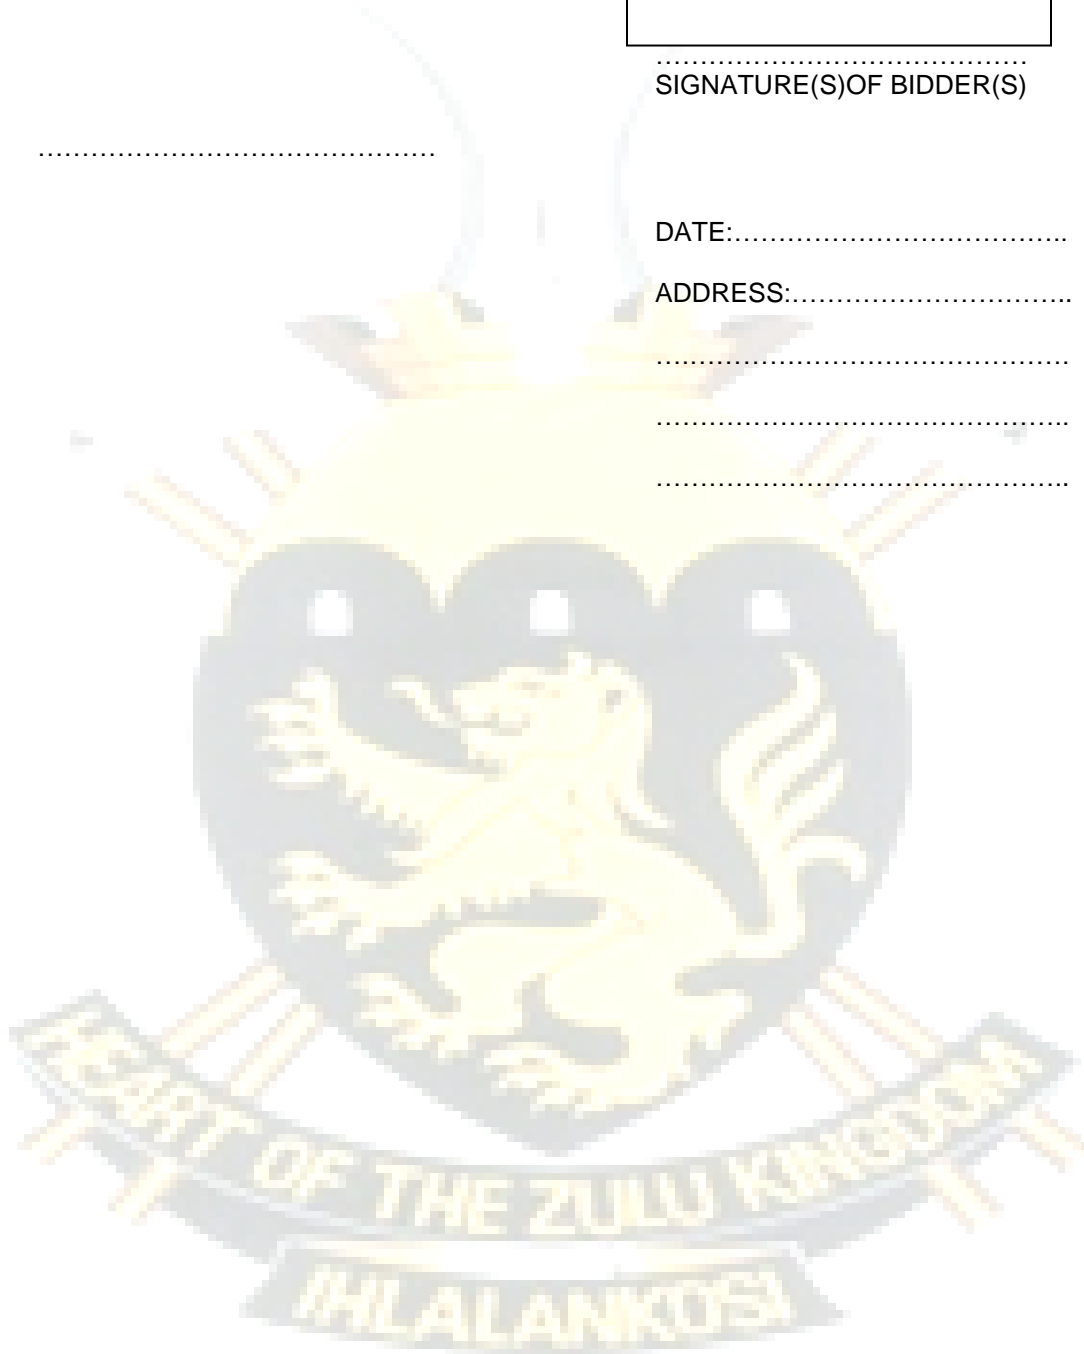 ……………………………………
SIGNATURE(S)OF BIDDER(S)
………………………………………
DATE:………………………………..
ADDRESS:…………………………..
…..……………………………………
………………………………………..
………………………………………..
HEART OF THE ZULU KINGDOM
IHLALANKOSI